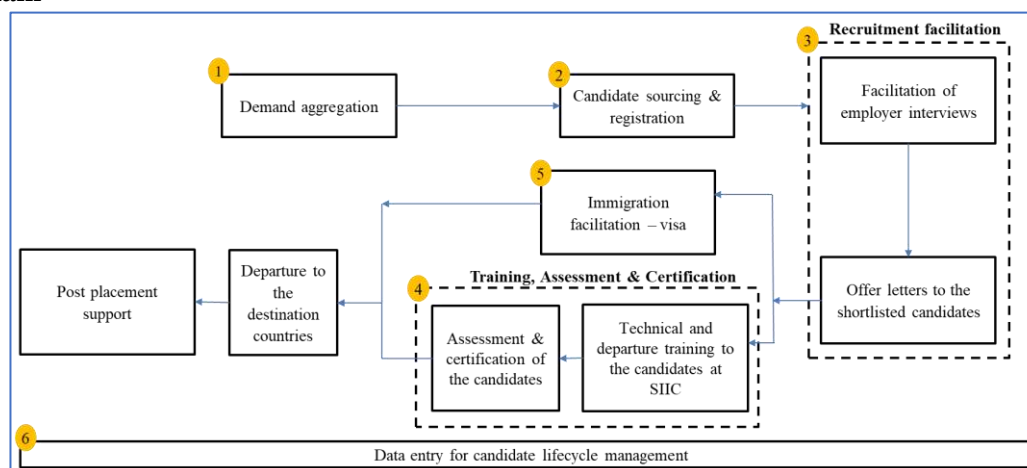 Recruitment facilitation
3
1
Demand aggregation
2
Candidate sourcing &
registration
Facilitation of
employer interviews
5
Immigration
facilitation – visa
Offer letters to the
shortlisted candidates
Training, Assessment & Certification
4
Technical and
departure training to
the candidates at
SIIC
Assessment &
certification of
the candidates
Departure to
the
destination
countries
Post placement
support
6
Data entry for candidate lifecycle management